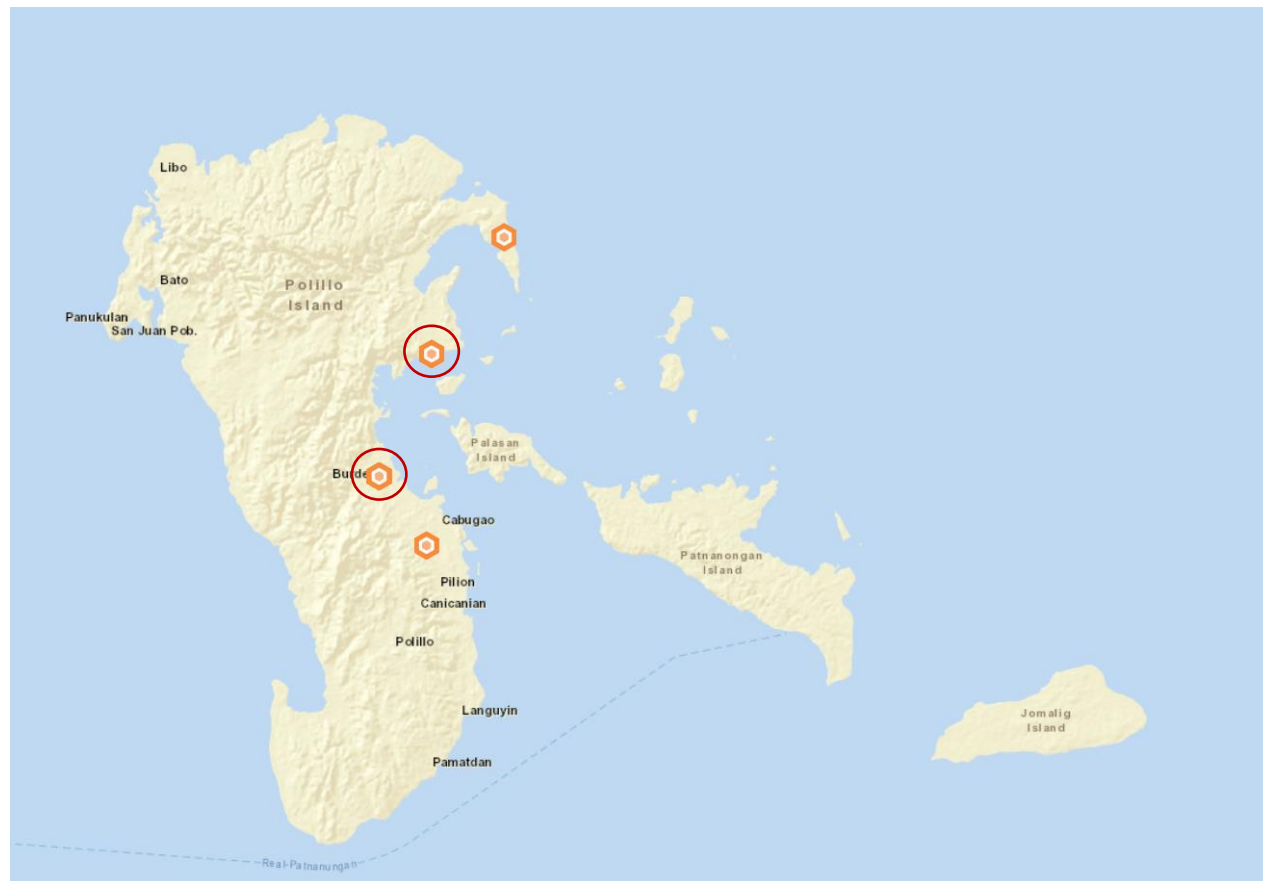 Libo
Bato
Polillo
Island
Panukulan
San Juan Pob.
Palasan
Island
Burde
Cabugao
Patnanongan
Island
Pilion
Canicanian
Polillo
Languyin
Jomalig
Island
Pamatdan
Real-Patnanungan